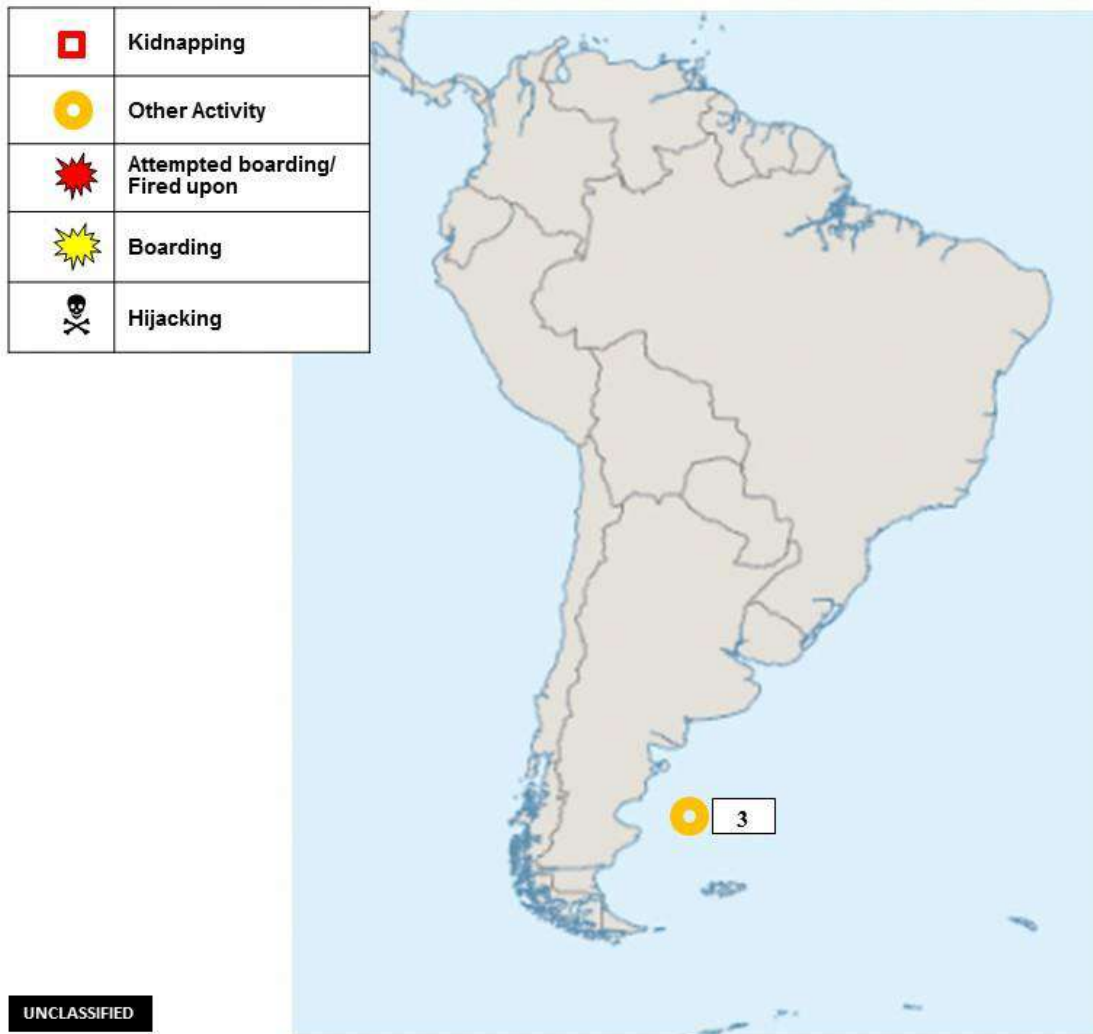 Kidnapping
Other Activity
Attempted boarding/
Fired upon
Boarding
Hijacking
3
UNCLASSIFIED